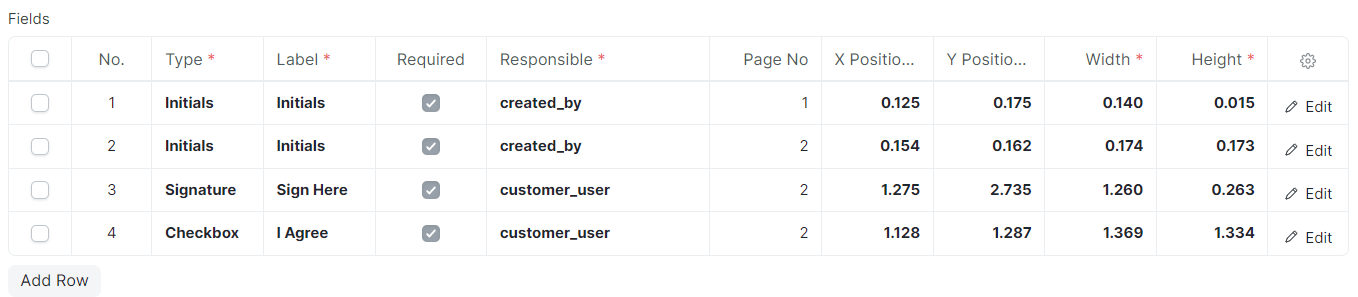 Fields
No. Type * Label * Required Responsible * Page No X Positio... Y Positio... Width * Height *
1 Initials Initials created_by 1 0.125 0.175 0.140 0.015 Edit
2 Initials Initials created_by 2 0.154 0.162 0.174 0.173 Edit
3 Signature Sign Here customer_user 2 1.275 2.735 1.260 0.263 Edit
4 Checkbox I Agree customer_user 2 1.128 1.287 1.369 1.334 Edit
Add Row